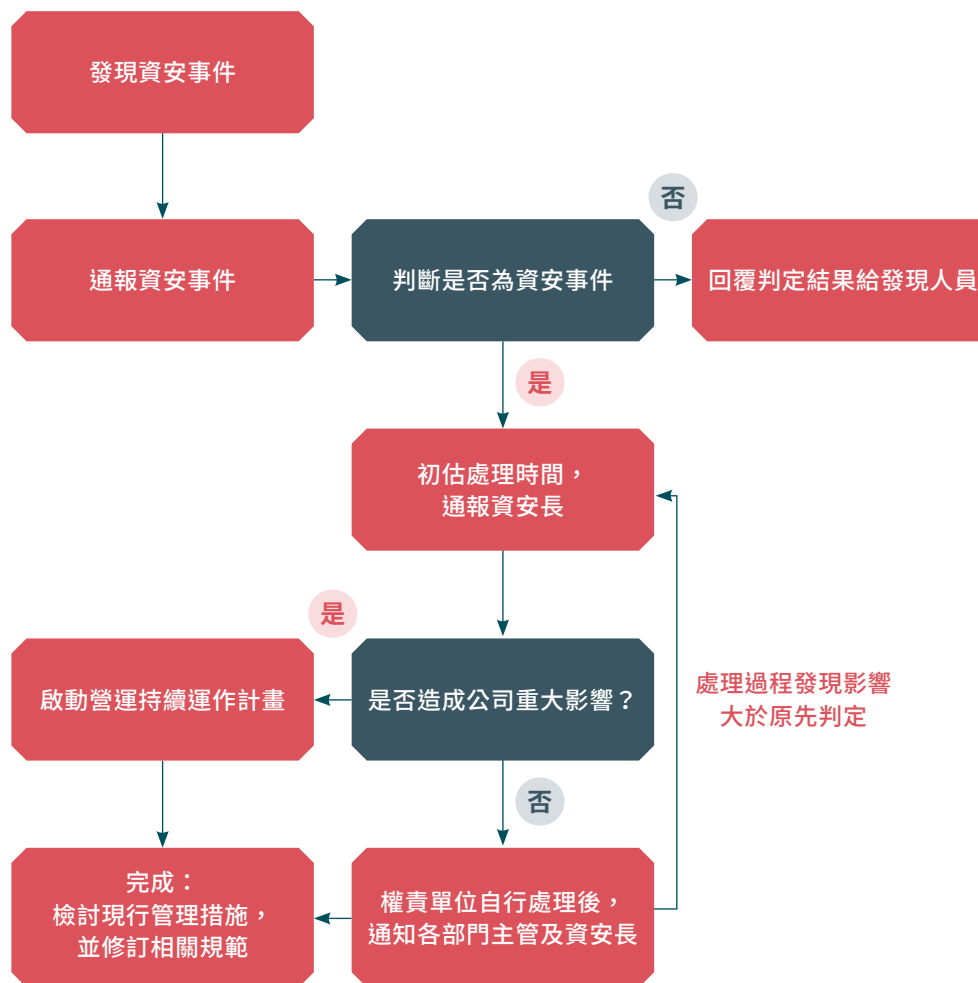 發現資安事件
否
通報資安事件
判斷是否為資安事件
回覆判定結果給發現人員
是
初估處理時間，
通報資安長
是
啟動營運持續運作計畫
是否造成公司重大影響？
處理過程發現影響
大於原先判定
否
完成：
檢討現行管理措施，
並修訂相關規範
權責單位自行處理後，
通知各部門主管及資安長